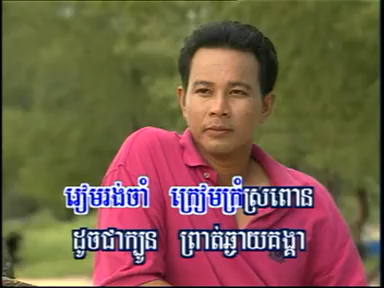 រៀមរង់ចាំ ក្រៀមក្រំស្រពោន
ដូចជាក្បូន ព្រាត់ឆ្ងាយគង្គា